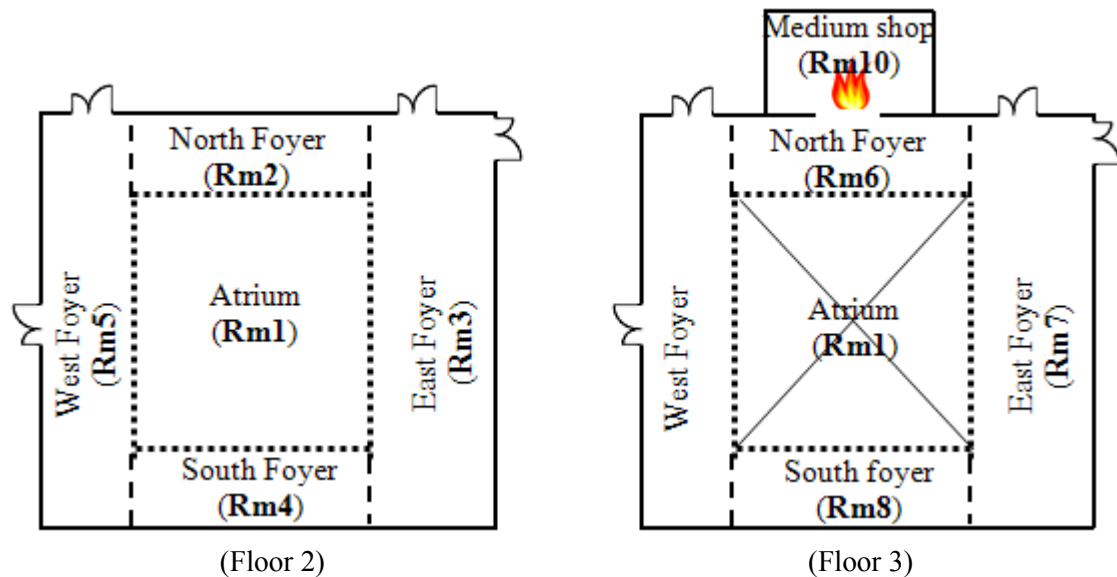 North Foyer
(Rm2)
West Foyer
(Rm5)
Atrium
(Rm1)
East Foyer
(Rm3)
South Foyer
(Rm4)
(Floor 2)
Medium shop
(Rm10)
North Foyer
(Rm6)
West Foyer
Atrium
(Rm1)
East Foyer
(Rm7)
South foyer
(Rm8)
(Floor 3)